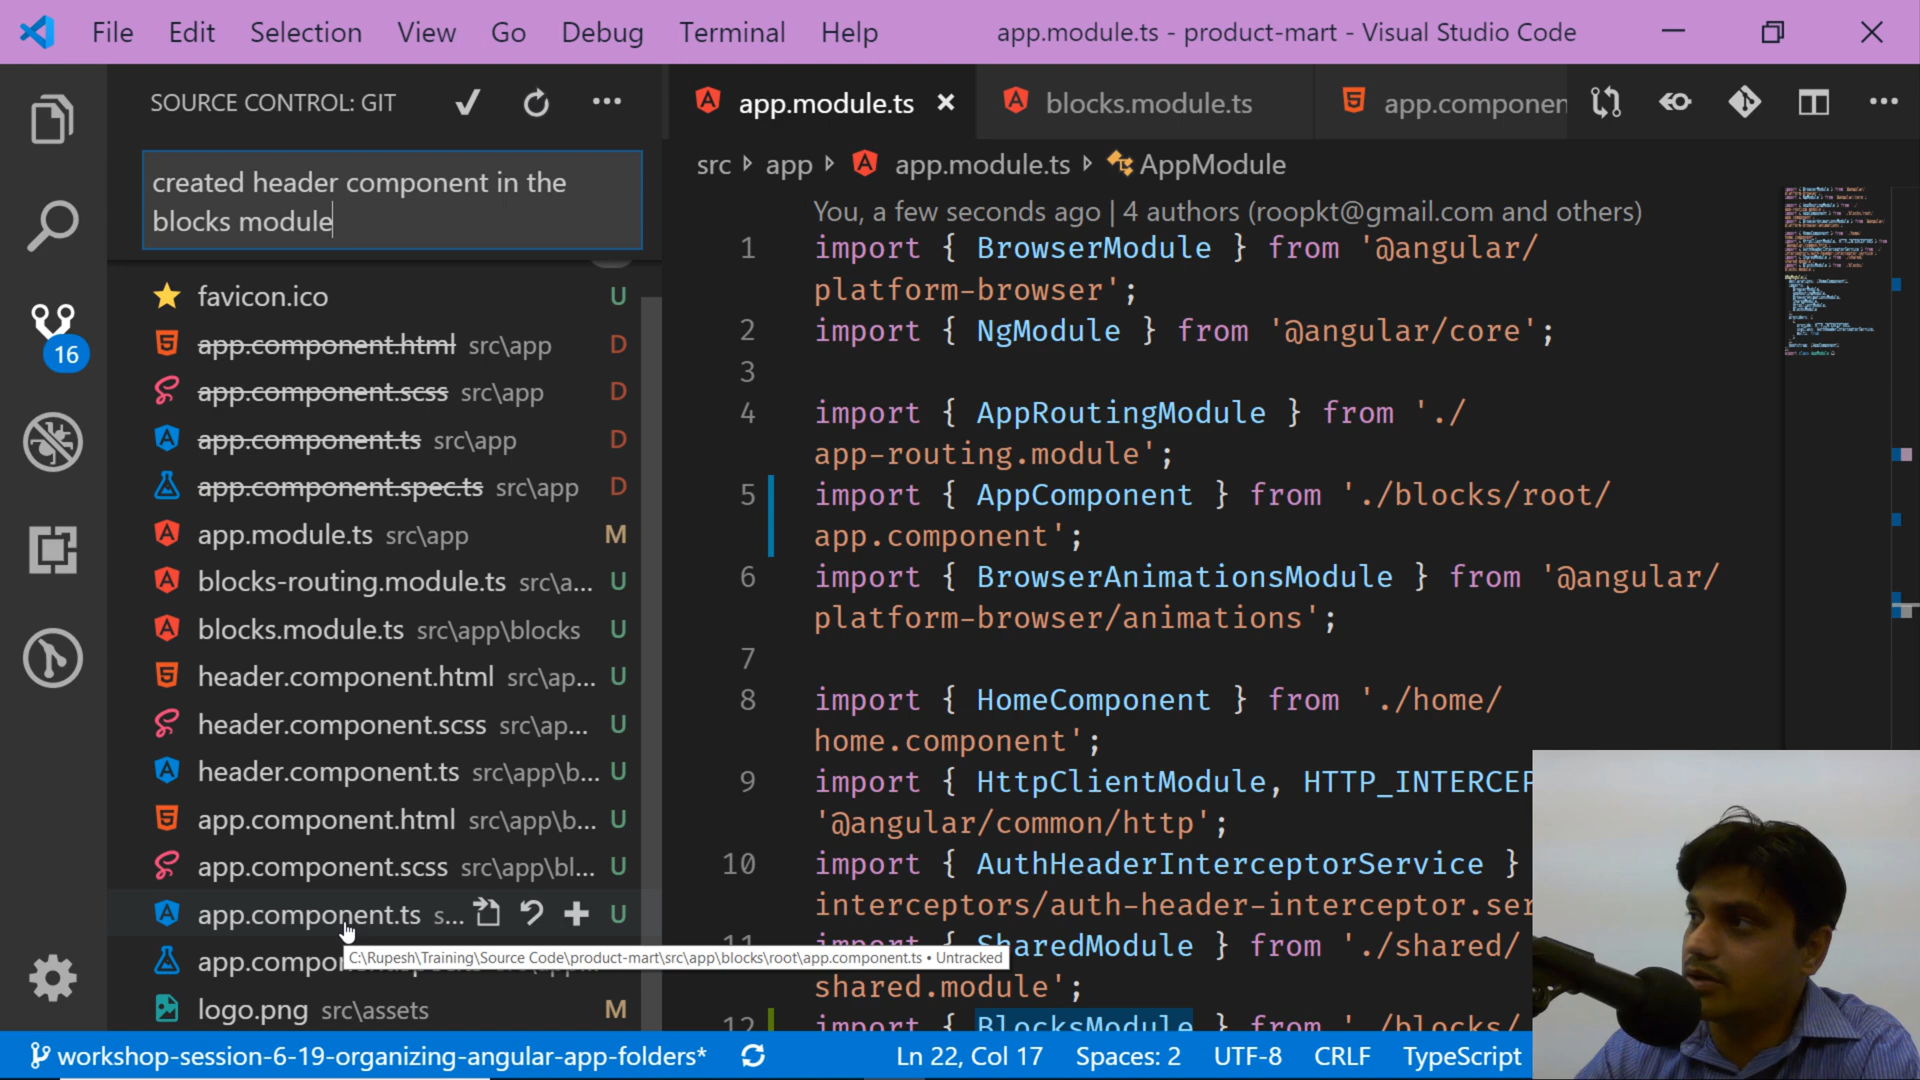 File Edit Selection View Go Debug Terminal Help app.module.ts - product-mart - Visual Studio Code
SOURCE CONTROL: GIT
created header component in the
blocks module
favicon.ico U
app.component.html src\app D
app.component.scss src\app D
app.component.ts src\app D
app.component.spec.ts src\app D
app.module.ts src\app M
blocks-routing.module.ts src\a... U
blocks.module.ts src\app\blocks U
header.component.html src\ap... U
header.component.scss src\ap... U
header.component.ts src\app\b... U
app.component.html src\app\b... U
app.component.scss src\app\bl... U
app.component.ts s... U
C:\Rupesh\Training\Source Code\product-mart\src\app\blocks\root\app.component.ts • Untracked
logo.png src\assets M
16
app.module.ts blocks.module.ts app.componen
src app app.module.ts AppModule
You, a few seconds ago | 4 authors (roopkt@gmail.com and others)
1 import { BrowserModule } from '@angular/
platform-browser';
2 import { NgModule } from '@angular/core';
3
4 import { AppRoutingModule } from './
app-routing.module';
5 import { AppComponent } from './blocks/root/
app.component';
6 import { BrowserAnimationsModule } from '@angular/
platform-browser/animations';
7
8 import { HomeComponent } from './home/
home.component';
9 import { HttpClientModule, HTTP_INTERCEP
'@angular/common/http';
10 import { AuthHeaderInterceptorService }
interceptors/auth-header-interceptor.ser
11 import { SharedModule } from './shared/
shared.module';
12 import { BlocksModule } from './blocks/
workshop-session-6-19-organizing-angular-app-folders* Ln 22, Col 17 Spaces: 2 UTF-8 CRLF TypeScript